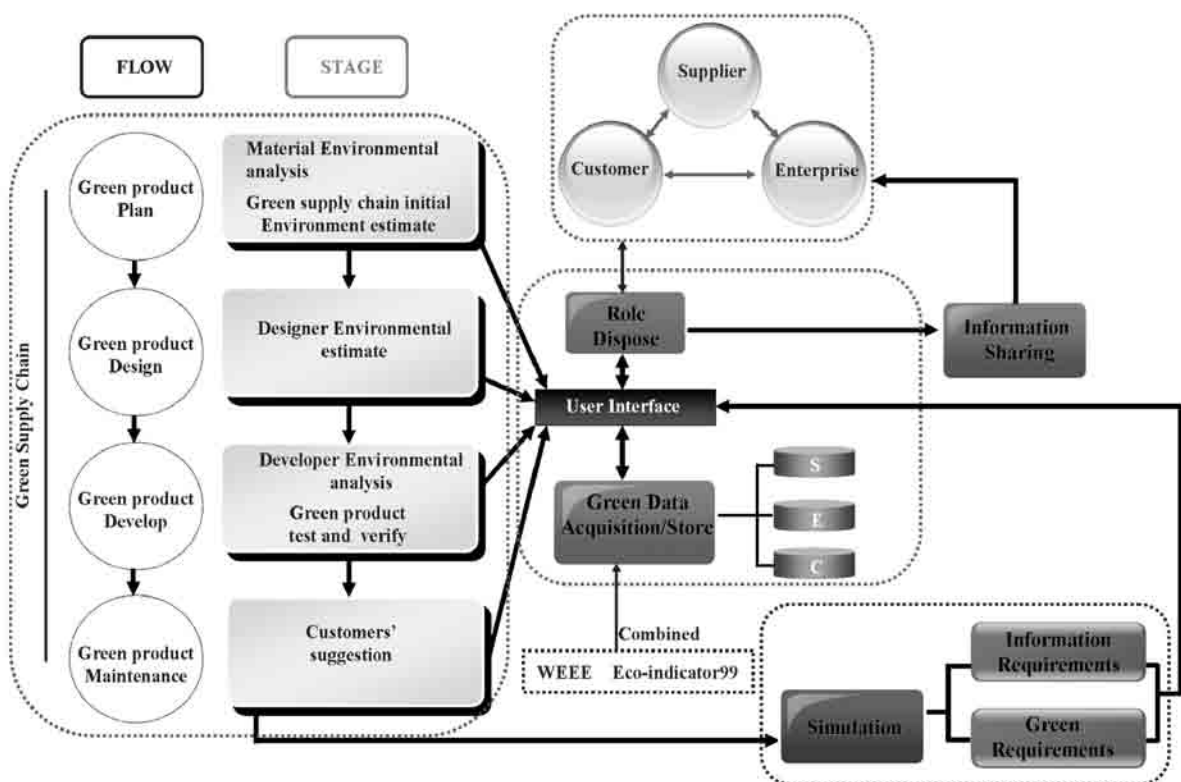 FLOW
STAGE
Green Supply Chain
Green product
Plan
Green product
Design
Green product
Develop
Green product
Maintenance
Material Environmental
analysis
Green supply chain initial
Environment estimate
Designer Environmental
estimate
Developer Environmental
analysis
Green product
test and verify
Customers'
suggestion
Supplier
Customer
Enterprise
Role
Dispose
Information
Sharing
User Interface
Green Data
Acquisition/Store
S
E
C
Combined
WEEE Eco-indicator99
Simulation
Information
Requirements
Green
Requirements